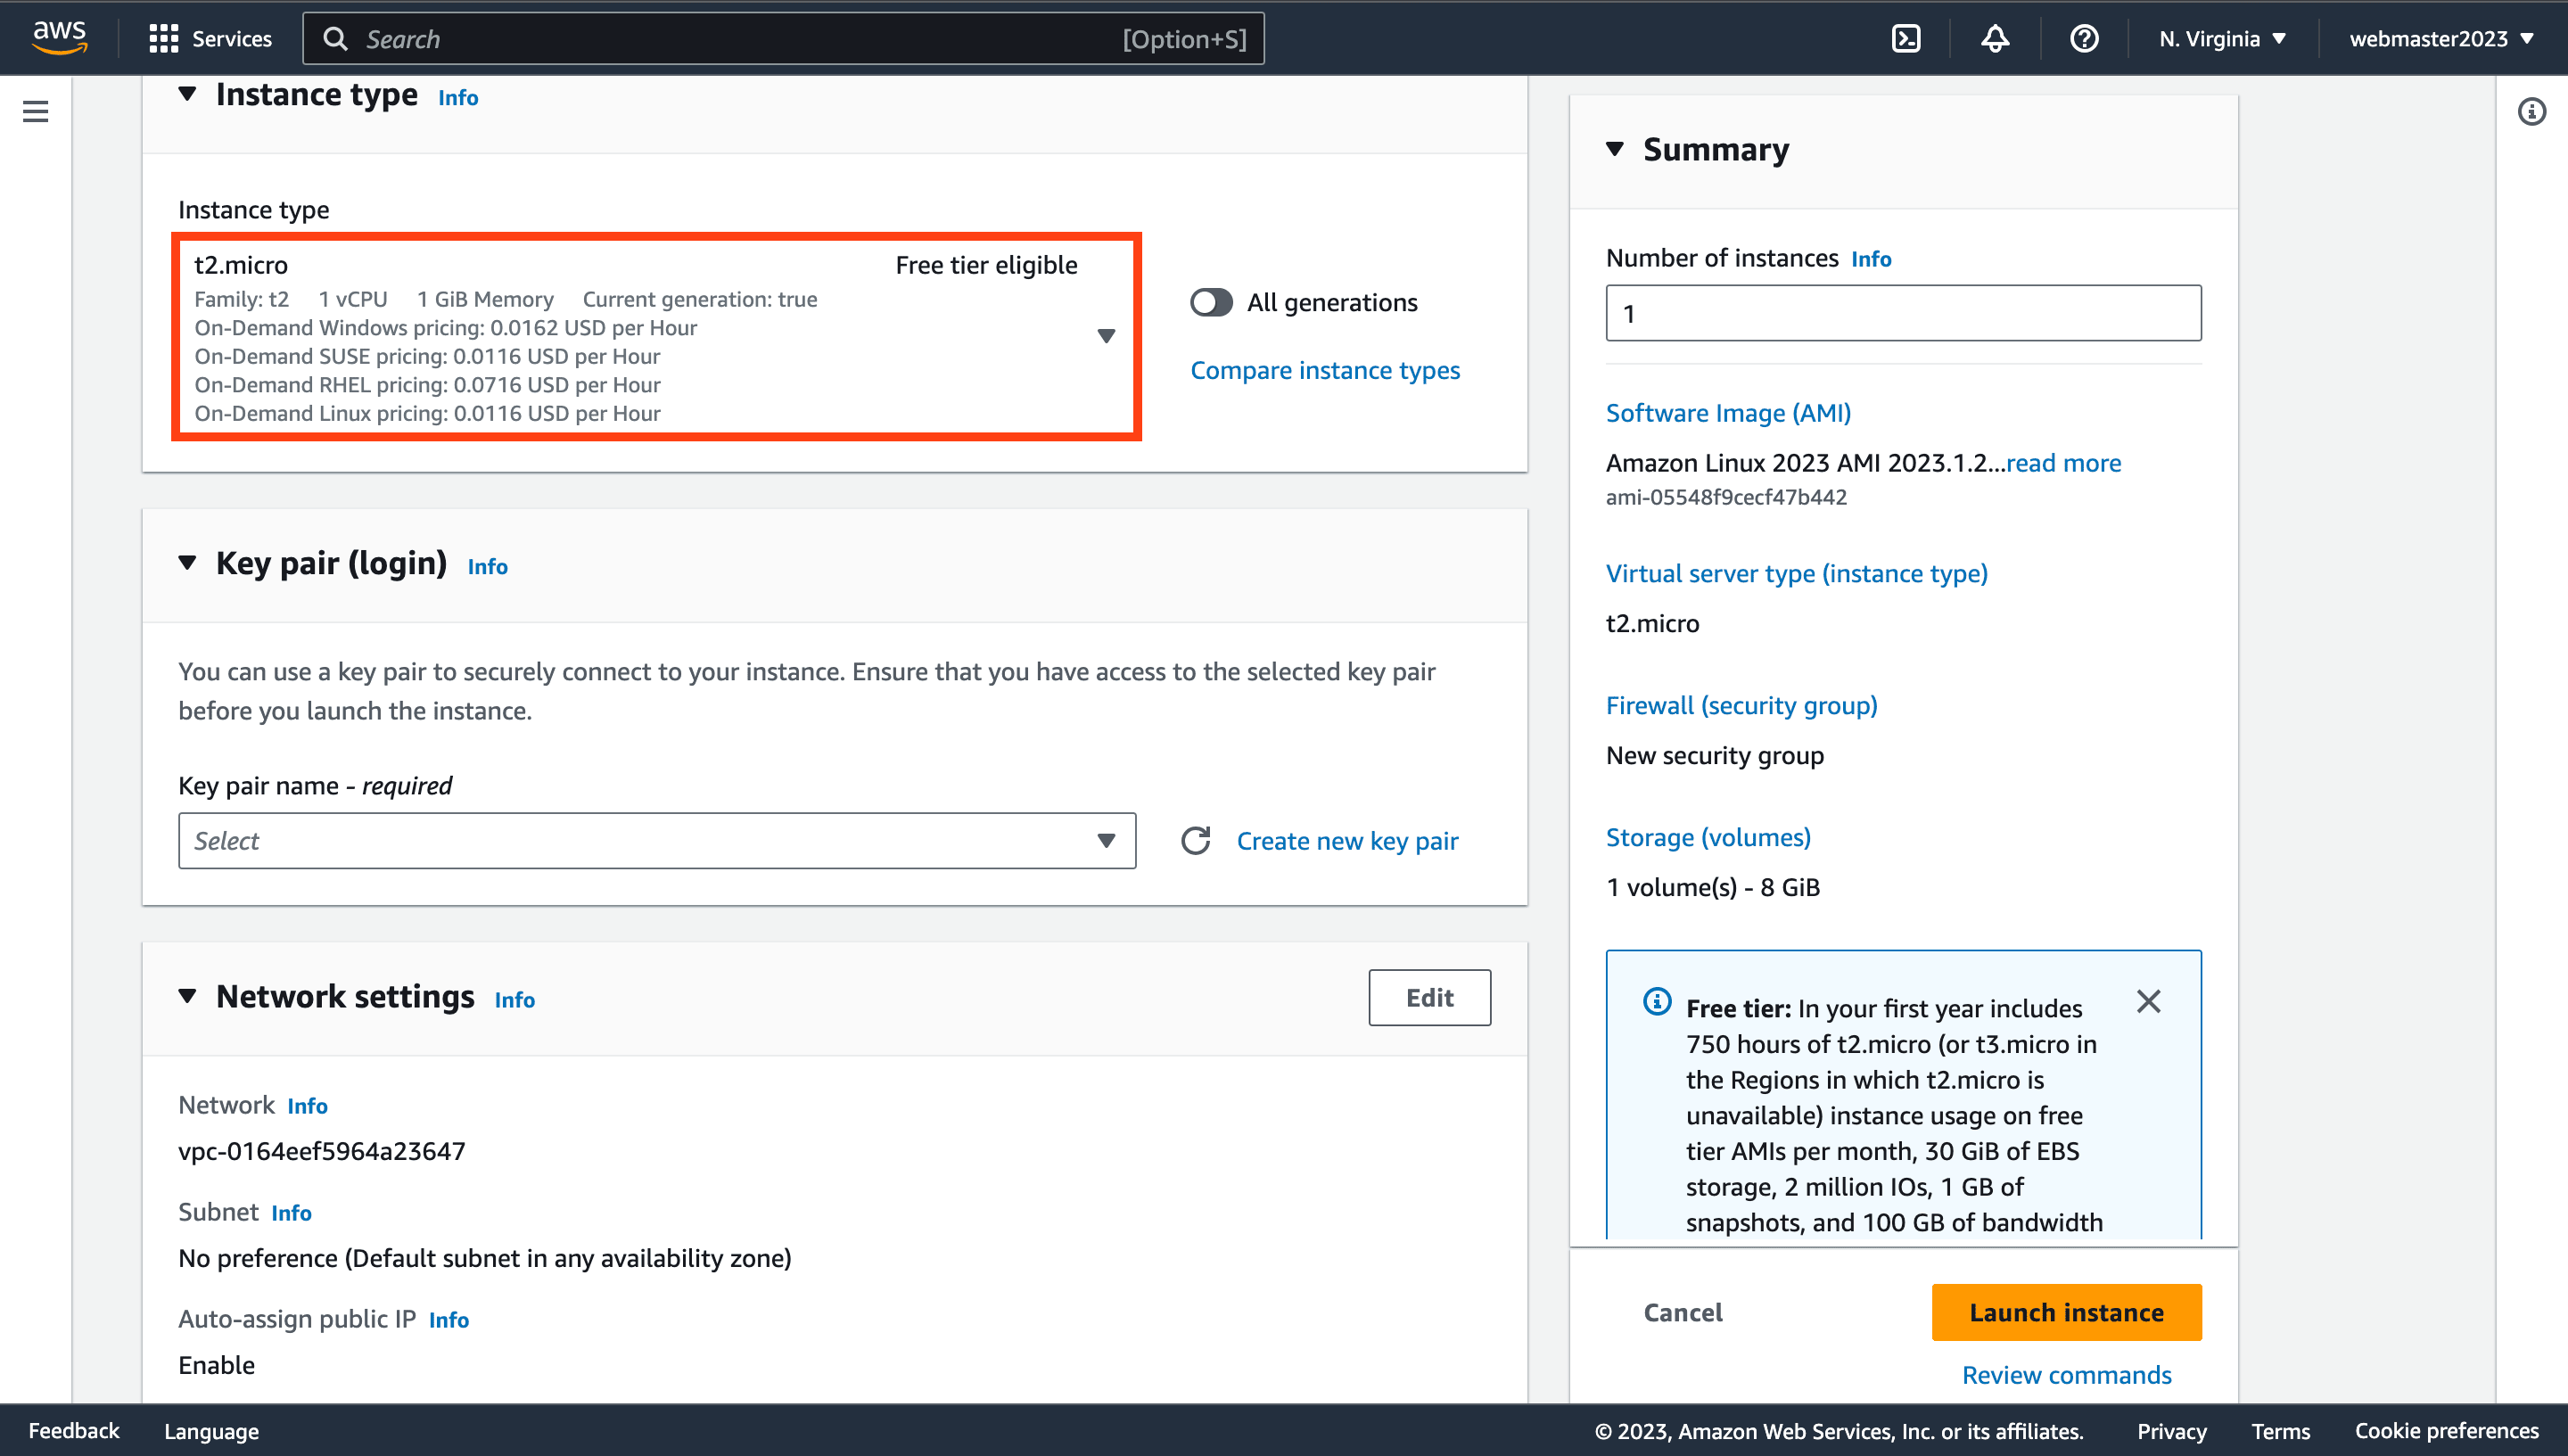 aws
Services
Search
[Option+S]
N. Virginia
webmaster2023
Instance type Info
Instance type
t2.micro
Free tier eligible
Family: t2 1 vCPU 1 GiB Memory Current generation: true
On-Demand Windows pricing: 0.0162 USD per Hour
On-Demand SUSE pricing: 0.0116 USD per Hour
On-Demand RHEL pricing: 0.0716 USD per Hour
On-Demand Linux pricing: 0.0116 USD per Hour
All generations
Compare instance types
Key pair (login) Info
You can use a key pair to securely connect to your instance. Ensure that you have access to the selected key pair
before you launch the instance.
Key pair name - required
Select
Create new key pair
Network settings Info
Edit
Network Info
vpc-0164eef5964a23647
Subnet Info
No preference (Default subnet in any availability zone)
Auto-assign public IP Info
Enable
Summary
Number of instances Info
1
Software Image (AMI)
Amazon Linux 2023 AMI 2023.1.2...read more
ami-05548f9cecf47b442
Virtual server type (instance type)
t2.micro
Firewall (security group)
New security group
Storage (volumes)
1 volume(s) - 8 GiB
Free tier: In your first year includes
750 hours of t2.micro (or t3.micro in
the Regions in which t2.micro is
unavailable) instance usage on free
tier AMIs per month, 30 GiB of EBS
storage, 2 million IOs, 1 GB of
snapshots, and 100 GB of bandwidth
Cancel
Launch instance
Review commands
Feedback
Language
© 2023, Amazon Web Services, Inc. or its affiliates.
Privacy
Terms
Cookie preferences